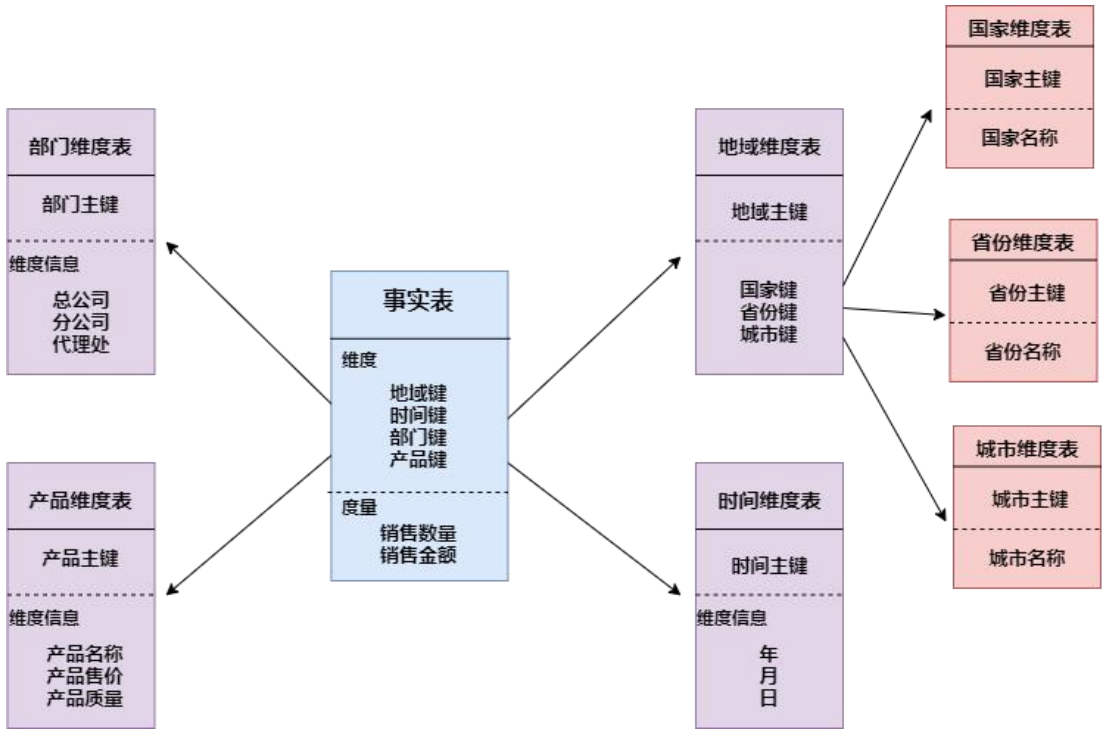 部门维度表
部门主键
维度信息
总公司
分公司
代理处
产品维度表
产品主键
维度信息
产品名称
产品售价
产品质量
事实表
维度
地域键
时间键
部门键
产品键
度量
销售数量
销售金额
地域维度表
地域主键
国家键
省份键
城市键
时间维度表
时间主键
维度信息
年
月
日
国家维度表
国家主键
国家名称
省份维度表
省份主键
省份名称
城市维度表
城市主键
城市名称